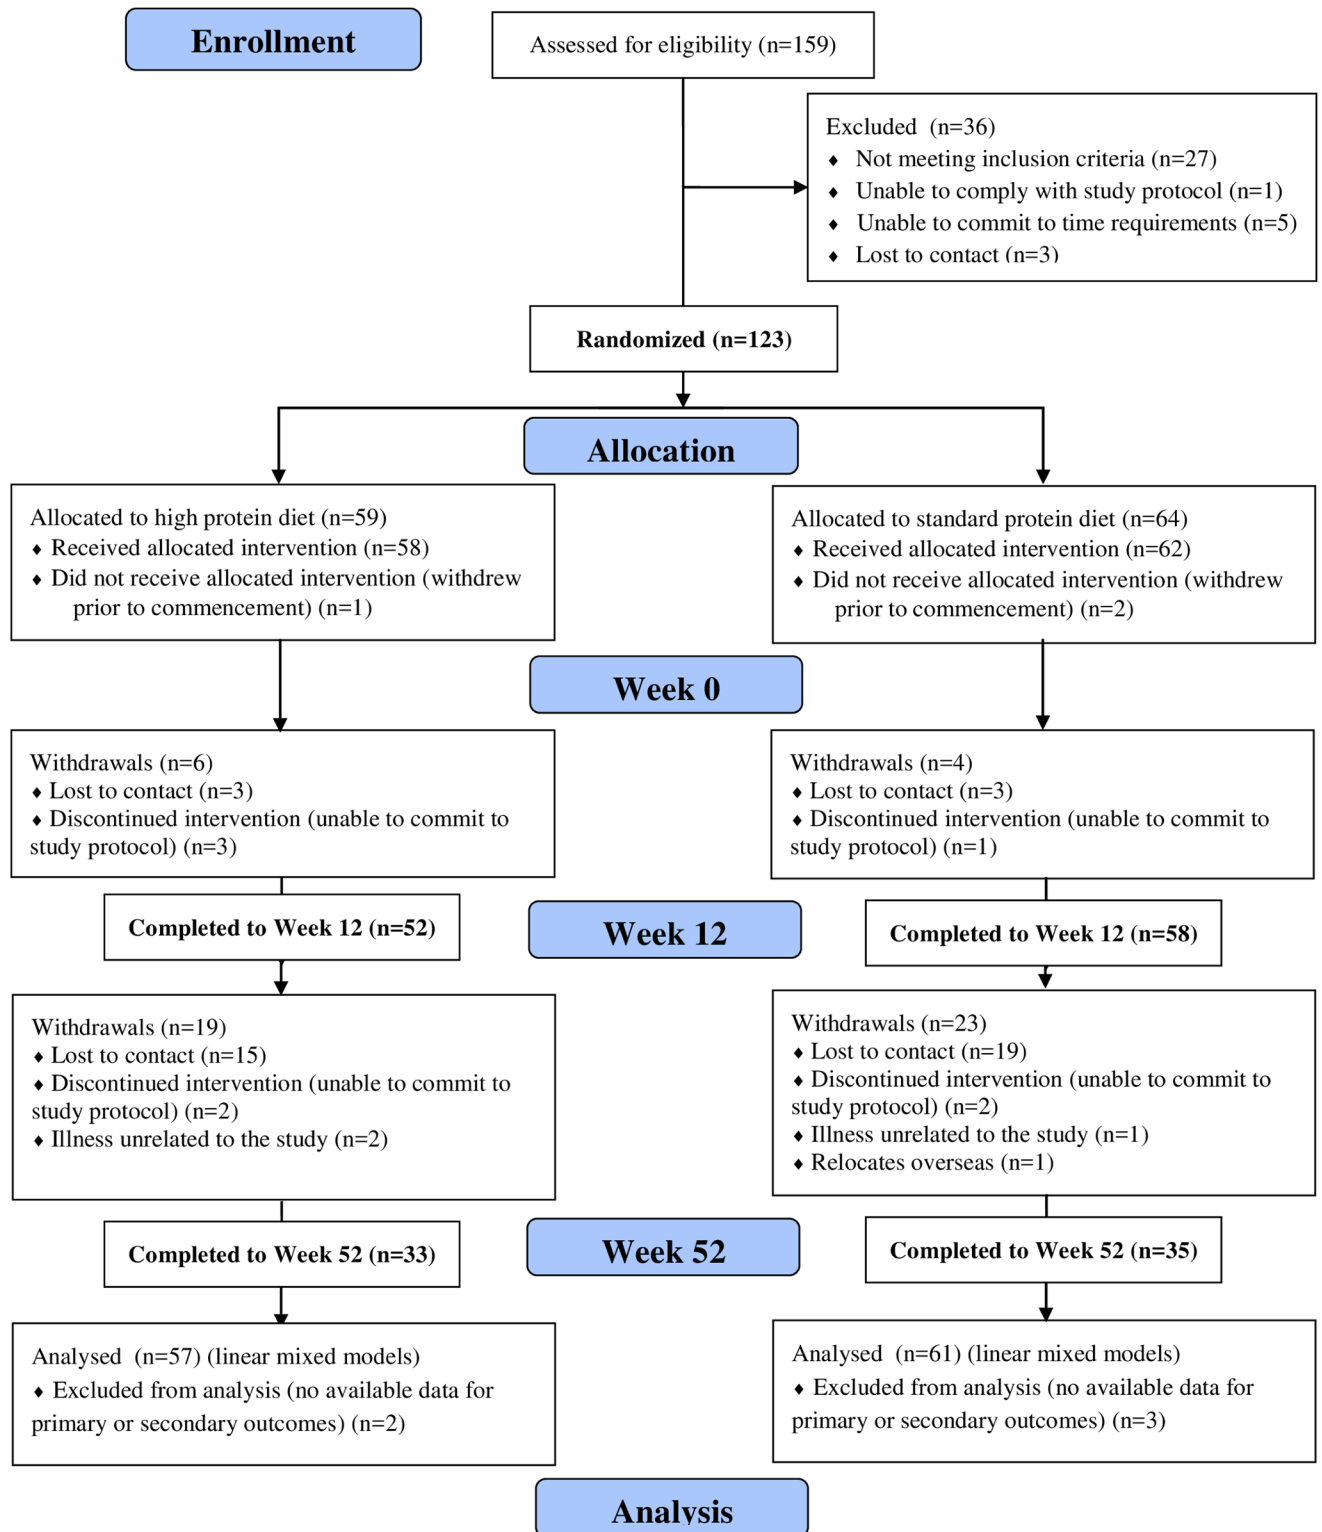 Enrollment
Assessed for eligibility (n=159)
Excluded (n=36)
♦ Not meeting inclusion criteria (n=27)
♦ Unable to comply with study protocol (n=1)
♦ Unable to commit to time requirements (n=5)
♦ Lost to contact (n=3)
Randomized (n=123)
Allocation
Allocated to high protein diet (n=59)
♦ Received allocated intervention (n=58)
♦ Did not receive allocated intervention (withdrew
prior to commencement) (n=1)
Allocated to standard protein diet (n=64)
♦ Received allocated intervention (n=62)
♦ Did not receive allocated intervention (withdrew
prior to commencement) (n=2)
Week 0
Withdrawals (n=6)
♦ Lost to contact (n=3)
♦ Discontinued intervention (unable to commit to
study protocol) (n=3)
Withdrawals (n=4)
♦ Lost to contact (n=3)
♦ Discontinued intervention (unable to commit to
study protocol) (n=1)
Completed to Week 12 (n=52)
Week 12
Completed to Week 12 (n=58)
Withdrawals (n=19)
♦ Lost to contact (n=15)
♦ Discontinued intervention (unable to commit to
study protocol) (n=2)
♦ Illness unrelated to the study (n=2)
Withdrawals (n=23)
♦ Lost to contact (n=19)
♦ Discontinued intervention (unable to commit to
study protocol) (n=2)
♦ Illness unrelated to the study (n=1)
♦ Relocates overseas (n=1)
Completed to Week 52 (n=33)
Week 52
Completed to Week 52 (n=35)
Analysed (n=57) (linear mixed models)
♦ Excluded from analysis (no available data for
primary or secondary outcomes) (n=2)
Analysed (n=61) (linear mixed models)
♦ Excluded from analysis (no available data for
primary or secondary outcomes) (n=3)
Analysis